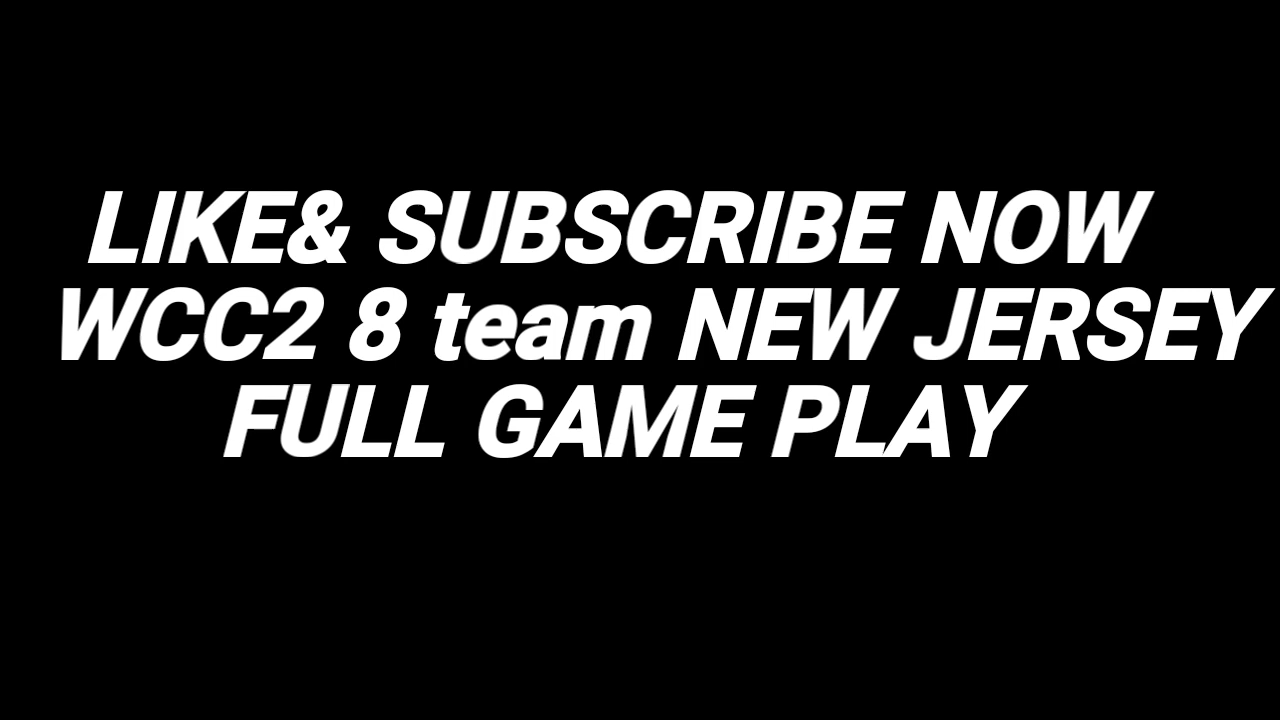 LIKE& SUBSCRIBE NOW
WCC2 8 team NEW JERSEY
FULL GAME PLAY